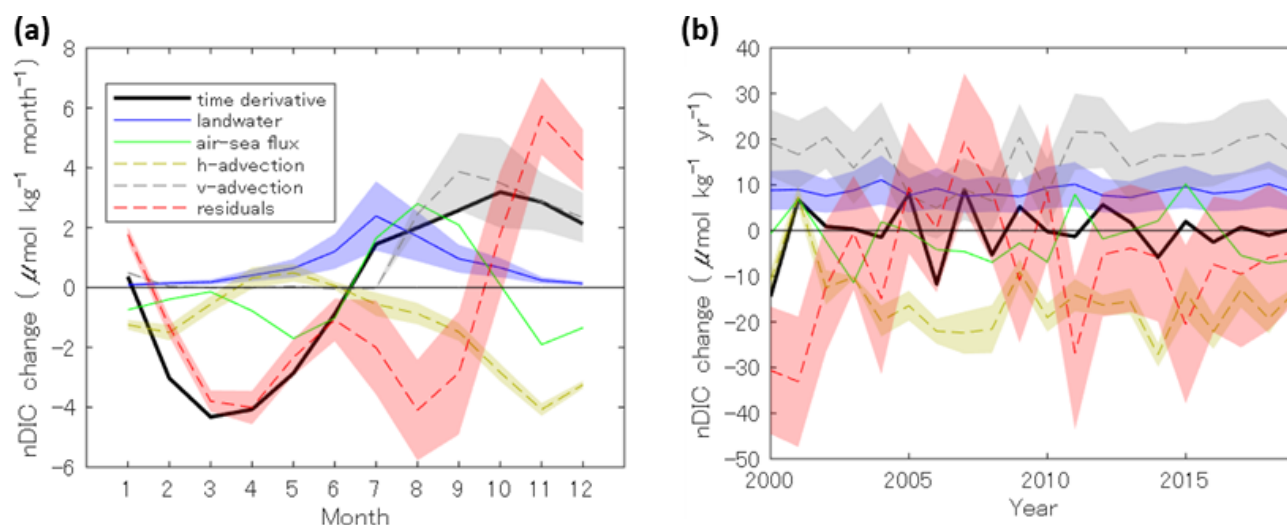 (a)
nDIC change ( μmol kg⁻¹ month⁻¹)
8
6
4
2
0
-2
-4
-6
time derivative
landwater
air-sea flux
h-advection
v-advection
residuals
1 2 3 4 5 6 7 8 9 10 11 12
Month
(b)
nDIC change ( μmol kg⁻¹ yr⁻¹)
40
30
20
10
0
-10
-20
-30
-40
-50
2000 2005 2010 2015
Year